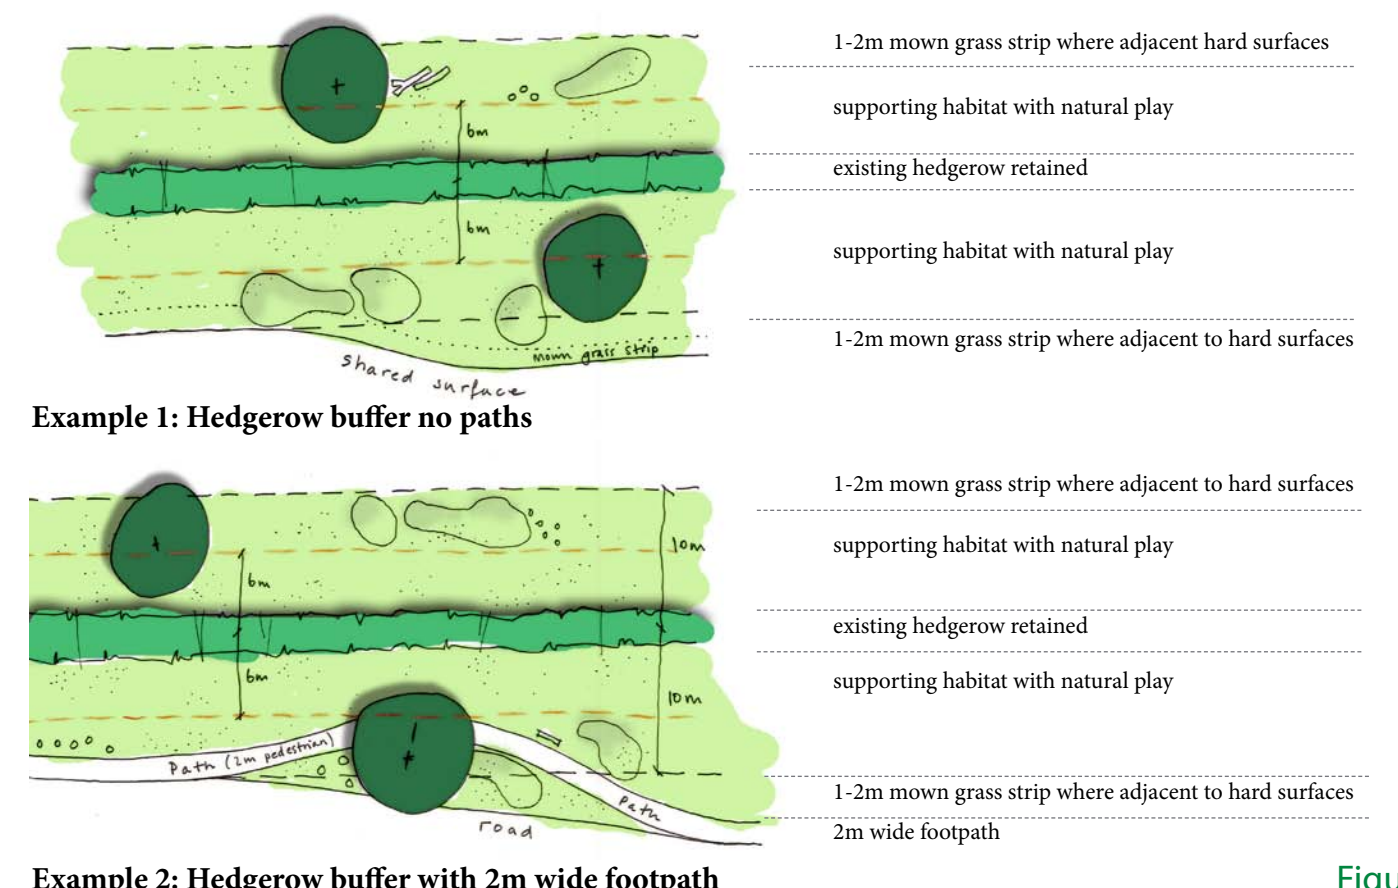 1-2m mown grass strip where adjacent hard surfaces
supporting habitat with natural play
6m
existing hedgerow retained
6m
supporting habitat with natural play
1-2m mown grass strip where adjacent to hard surfaces
mown grass strip
shared surface
Example 1: Hedgerow buffer no paths
1-2m mown grass strip where adjacent to hard surfaces
10m
supporting habitat with natural play
6m
existing hedgerow retained
6m
supporting habitat with natural play
10m
Path (2m pedestrian)
Path
1-2m mown grass strip where adjacent to hard surfaces
road
2m wide footpath
Example 2: Hedgerow buffer with 2m wide footpath
Figu